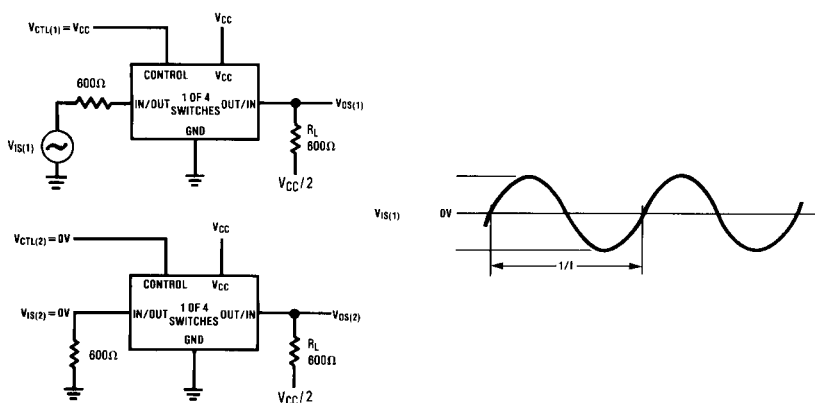 VCTL(1) = VCC
VCC
CONTROL VCC
600Ω
IN/OUT 1 OF 4 SWITCHES OUT/IN
VOS(1)
GND
VIS(1)
RL
600Ω
VCC/2
VCTL(2) = 0V
VCC
CONTROL VCC
VIS(2) = 0V
IN/OUT 1 OF 4 SWITCHES OUT/IN
VOS(2)
GND
600Ω
RL
600Ω
VCC/2
VIS(1) 0V
1/f